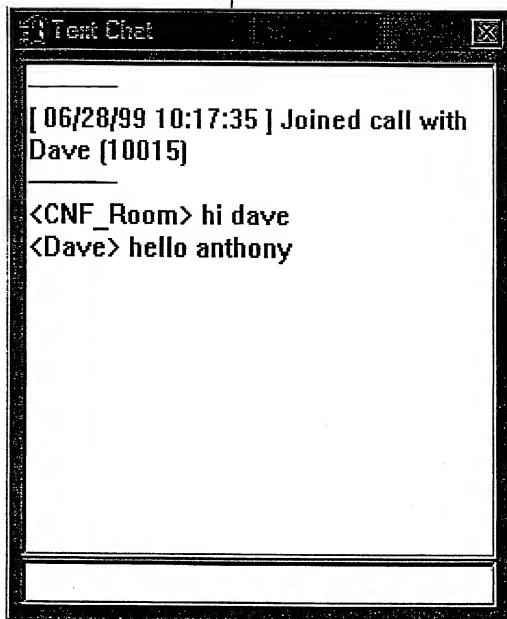 Text Chat
[ 06/28/99 10:17:35 ] Joined call with
Dave (10015)
<CNF_Room> hi dave
<Dave> hello anthony